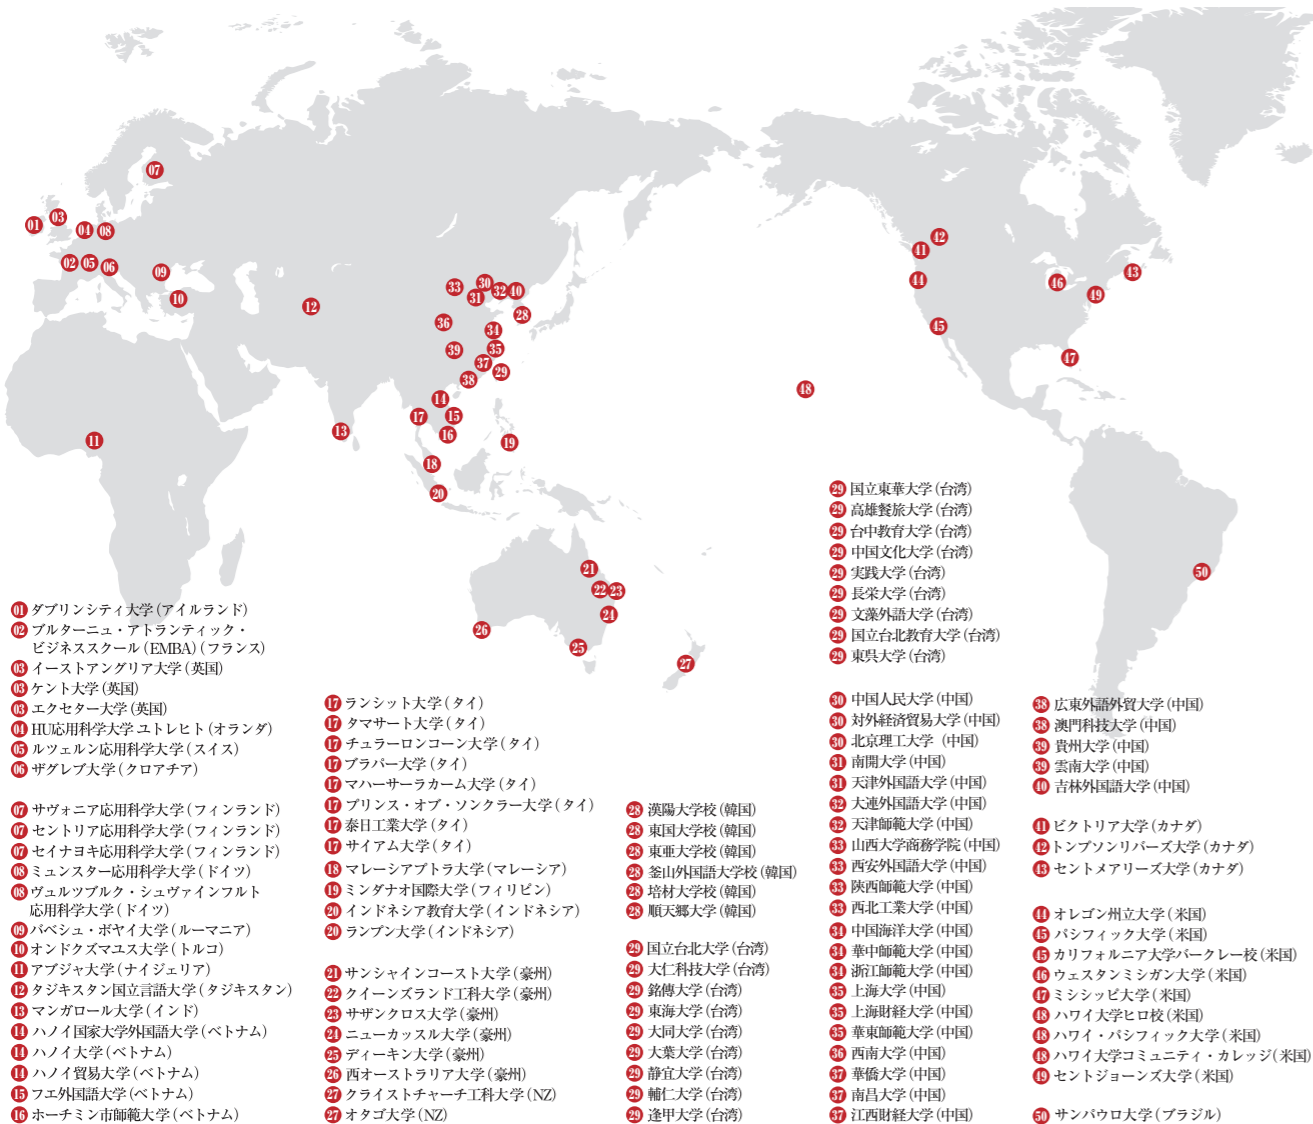 07
01
03
04
08
02
05
06
09
10
12
33
30
31
32
40
28
36
34
39
35
37
29
38
14
17
15
16
13
19
11
18
20
21
22
23
24
26
25
27
42
41
44
43
46
49
45
47
48
50
01 ダブリンシティ大学(アイルランド)
02 ブルターニュ・アトランティック・
ビジネススクール(EMBA)(フランス)
03 イーストアングリア大学(英国)
03 ケント大学(英国)
03 エクセター大学(英国)
04 HU応用科学大学 ユトレヒト(オランダ)
05 ルツェルン応用科学大学(スイス)
06 ザグレブ大学(クロアチア)
07 サヴォニア応用科学大学(フィンランド)
07 セントリア応用科学大学(フィンランド)
07 セイナヨキ応用科学大学(フィンランド)
08 ミュンスター応用科学大学(ドイツ)
08 ヴュルツブルク・シュヴァインフルト
応用科学大学(ドイツ)
09 バベシュ・ボヤイ大学(ルーマニア)
10 オンドクズマユス大学(トルコ)
11 アブジャ大学(ナイジェリア)
12 タジキスタン国立言語大学(タジキスタン)
13 マンガロール大学(インド)
14 ハノイ国家大学外国語大学(ベトナム)
14 ハノイ大学(ベトナム)
14 ハノイ貿易大学(ベトナム)
15 フエ外国語大学(ベトナム)
16 ホーチミン市師範大学(ベトナム)
17 ランシット大学(タイ)
17 タマサート大学(タイ)
17 チュラーロンコーン大学(タイ)
17 ブラパー大学(タイ)
17 マハーサーラカーム大学(タイ)
17 プリンス・オブ・ソンクラー大学(タイ)
17 泰日工業大学(タイ)
17 サイアム大学(タイ)
18 マレーシアプトラ大学(マレーシア)
19 ミンダナオ国際大学(フィリピン)
20 インドネシア教育大学(インドネシア)
20 ランプン大学(インドネシア)
21 サンシャインコースト大学(豪州)
22 クイーンズランド工科大学(豪州)
23 サザンクロス大学(豪州)
24 ニューカッスル大学(豪州)
25 ディーキン大学(豪州)
26 西オーストラリア大学(豪州)
27 クライストチャーチ工科大学(NZ)
27 オタゴ大学(NZ)
28 漢陽大学校(韓国)
28 東国大学校(韓国)
28 東亜大学校(韓国)
28 釜山外国語大学校(韓国)
28 培材大学校(韓国)
28 順天郷大学(韓国)
29 国立台北大学(台湾)
29 大仁科技大学(台湾)
29 銘傳大学(台湾)
29 東海大学(台湾)
29 大同大学(台湾)
29 大葉大学(台湾)
29 静宜大学(台湾)
29 輔仁大学(台湾)
29 逢甲大学(台湾)
29 国立東華大学(台湾)
29 高雄餐旅大学(台湾)
29 台中教育大学(台湾)
29 中国文化大学(台湾)
29 実践大学(台湾)
29 長栄大学(台湾)
29 文藻外語大学(台湾)
29 国立台北教育大学(台湾)
29 東呉大学(台湾)
30 中国人民大学(中国)
30 対外経済貿易大学(中国)
30 北京理工大学 (中国)
31 南開大学(中国)
31 天津外国語大学(中国)
32 大連外国語大学(中国)
32 天津師範大学(中国)
33 山西大学商務学院(中国)
33 西安外国語大学(中国)
33 陝西師範大学(中国)
33 西北工業大学(中国)
34 中国海洋大学(中国)
34 華中師範大学(中国)
34 浙江師範大学(中国)
35 上海大学(中国)
35 上海財経大学(中国)
35 華東師範大学(中国)
36 西南大学(中国)
37 華僑大学(中国)
37 南昌大学(中国)
37 江西財経大学(中国)
38 広東外語外貿大学(中国)
38 澳門科技大学(中国)
39 貴州大学(中国)
39 雲南大学(中国)
40 吉林外国語大学(中国)
41 ビクトリア大学(カナダ)
42 トンプソンリバーズ大学(カナダ)
43 セントメアリーズ大学(カナダ)
44 オレゴン州立大学(米国)
45 パシフィック大学(米国)
45 カリフォルニア大学バークレー校(米国)
46 ウェスタンミシガン大学(米国)
47 ミシシッピ大学(米国)
48 ハワイ大学ヒロ校(米国)
48 ハワイ・パシフィック大学(米国)
48 ハワイ大学コミュニティ・カレッジ(米国)
49 セントジョーンズ大学(米国)
50 サンパウロ大学(ブラジル)